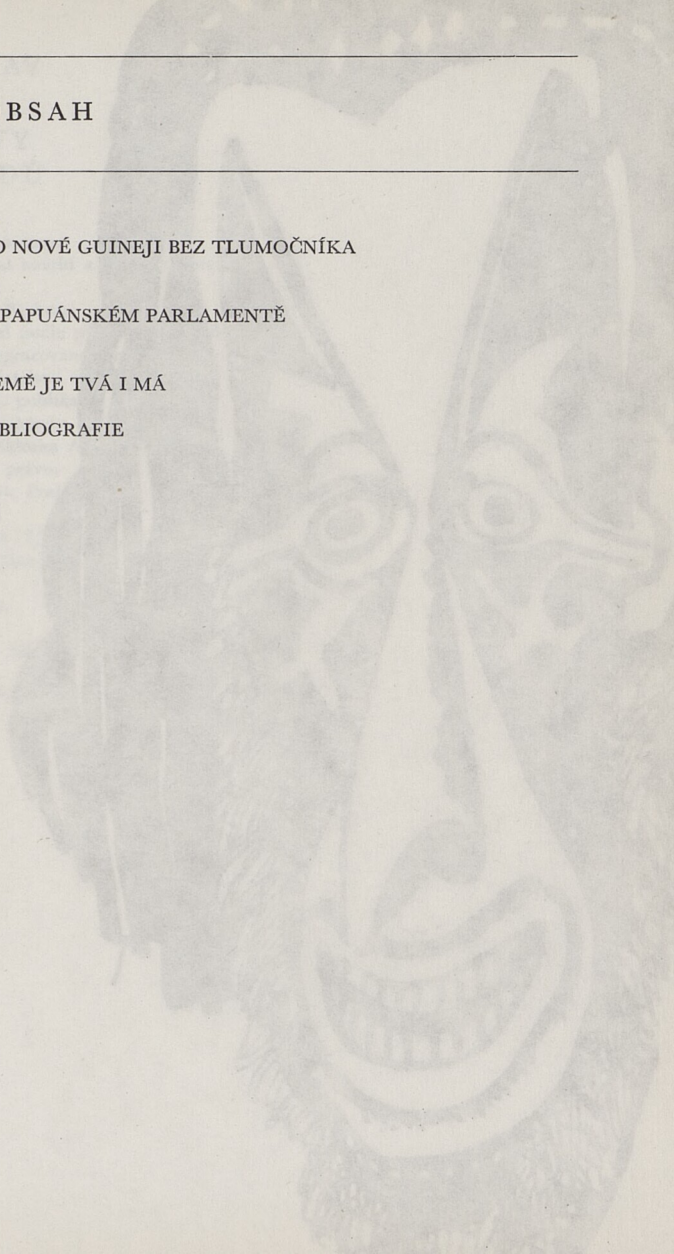 BSAH
O NOVÉ GUINEJI BEZ TLUMOČNÍKA
PAPUÁNSKÉM PARLAMENTĚ
EMĚ JE TVÁ I MÁ
BLIOGRAFIE